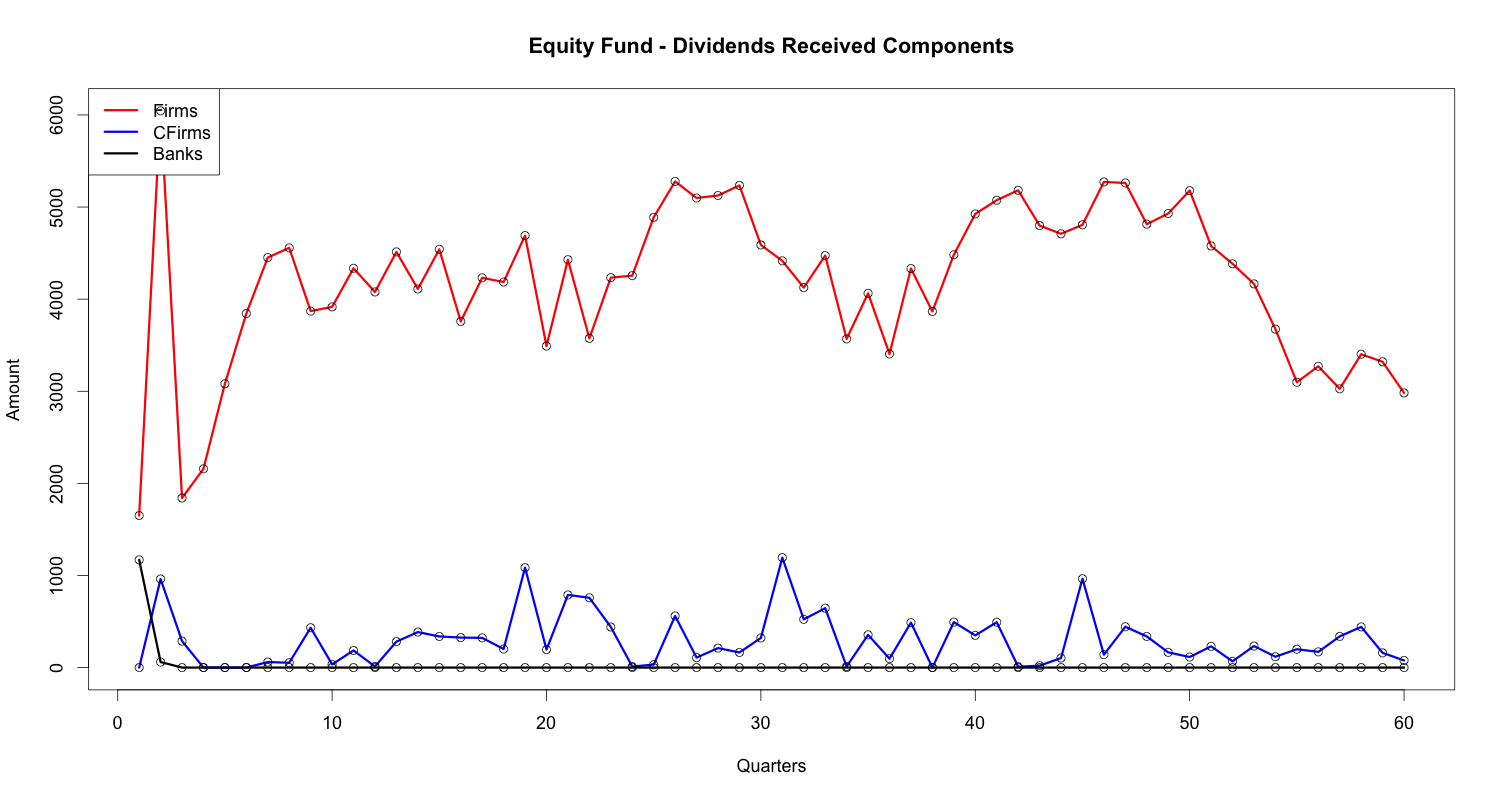 Equity Fund - Dividends Received Components
Firms
CFirms
Banks
6000
5000
4000
3000
2000
1000
0
Amount
0 10 20 30 40 50 60
Quarters